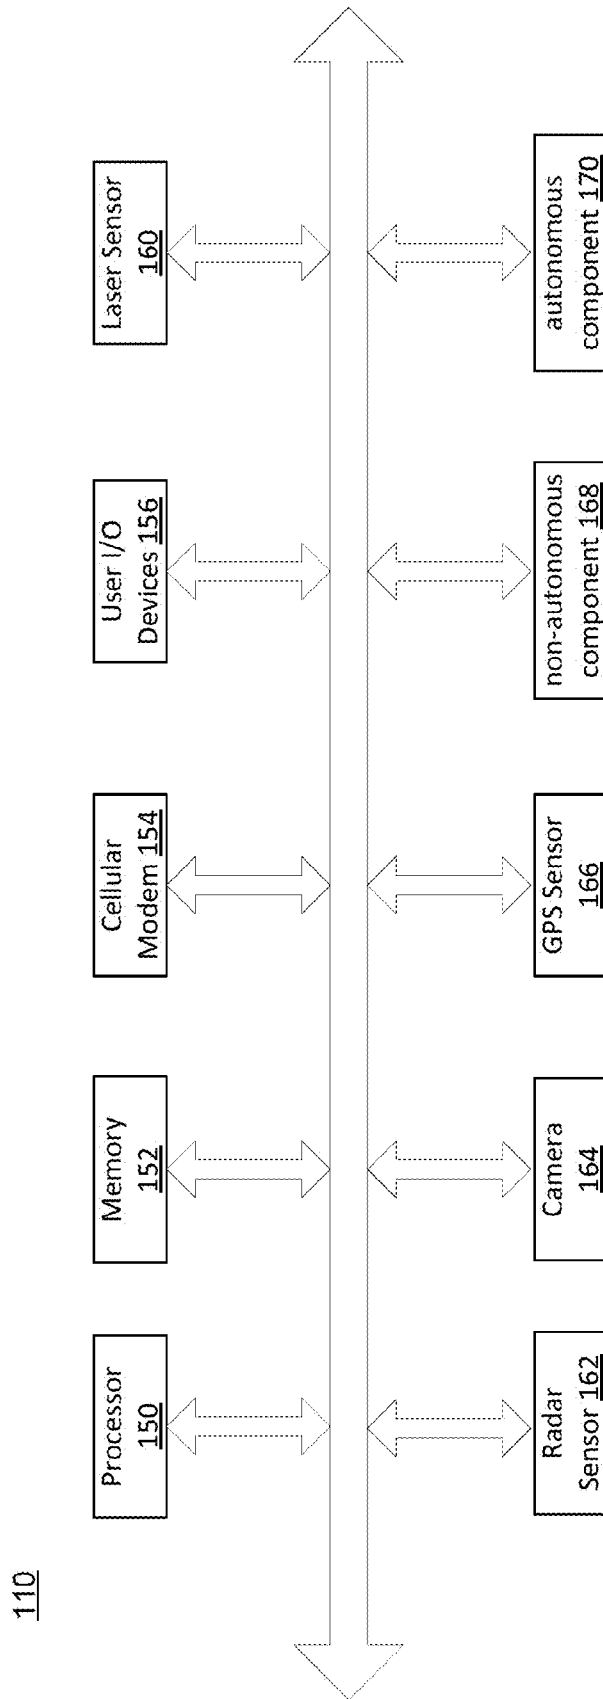 110
Processor
150
Memory
152
Cellular
Modem 154
User I/O
Devices 156
Laser Sensor
160
Radar
Sensor 162
Camera
164
GPS Sensor
166
non-autonomous
component 168
autonomous
component 170